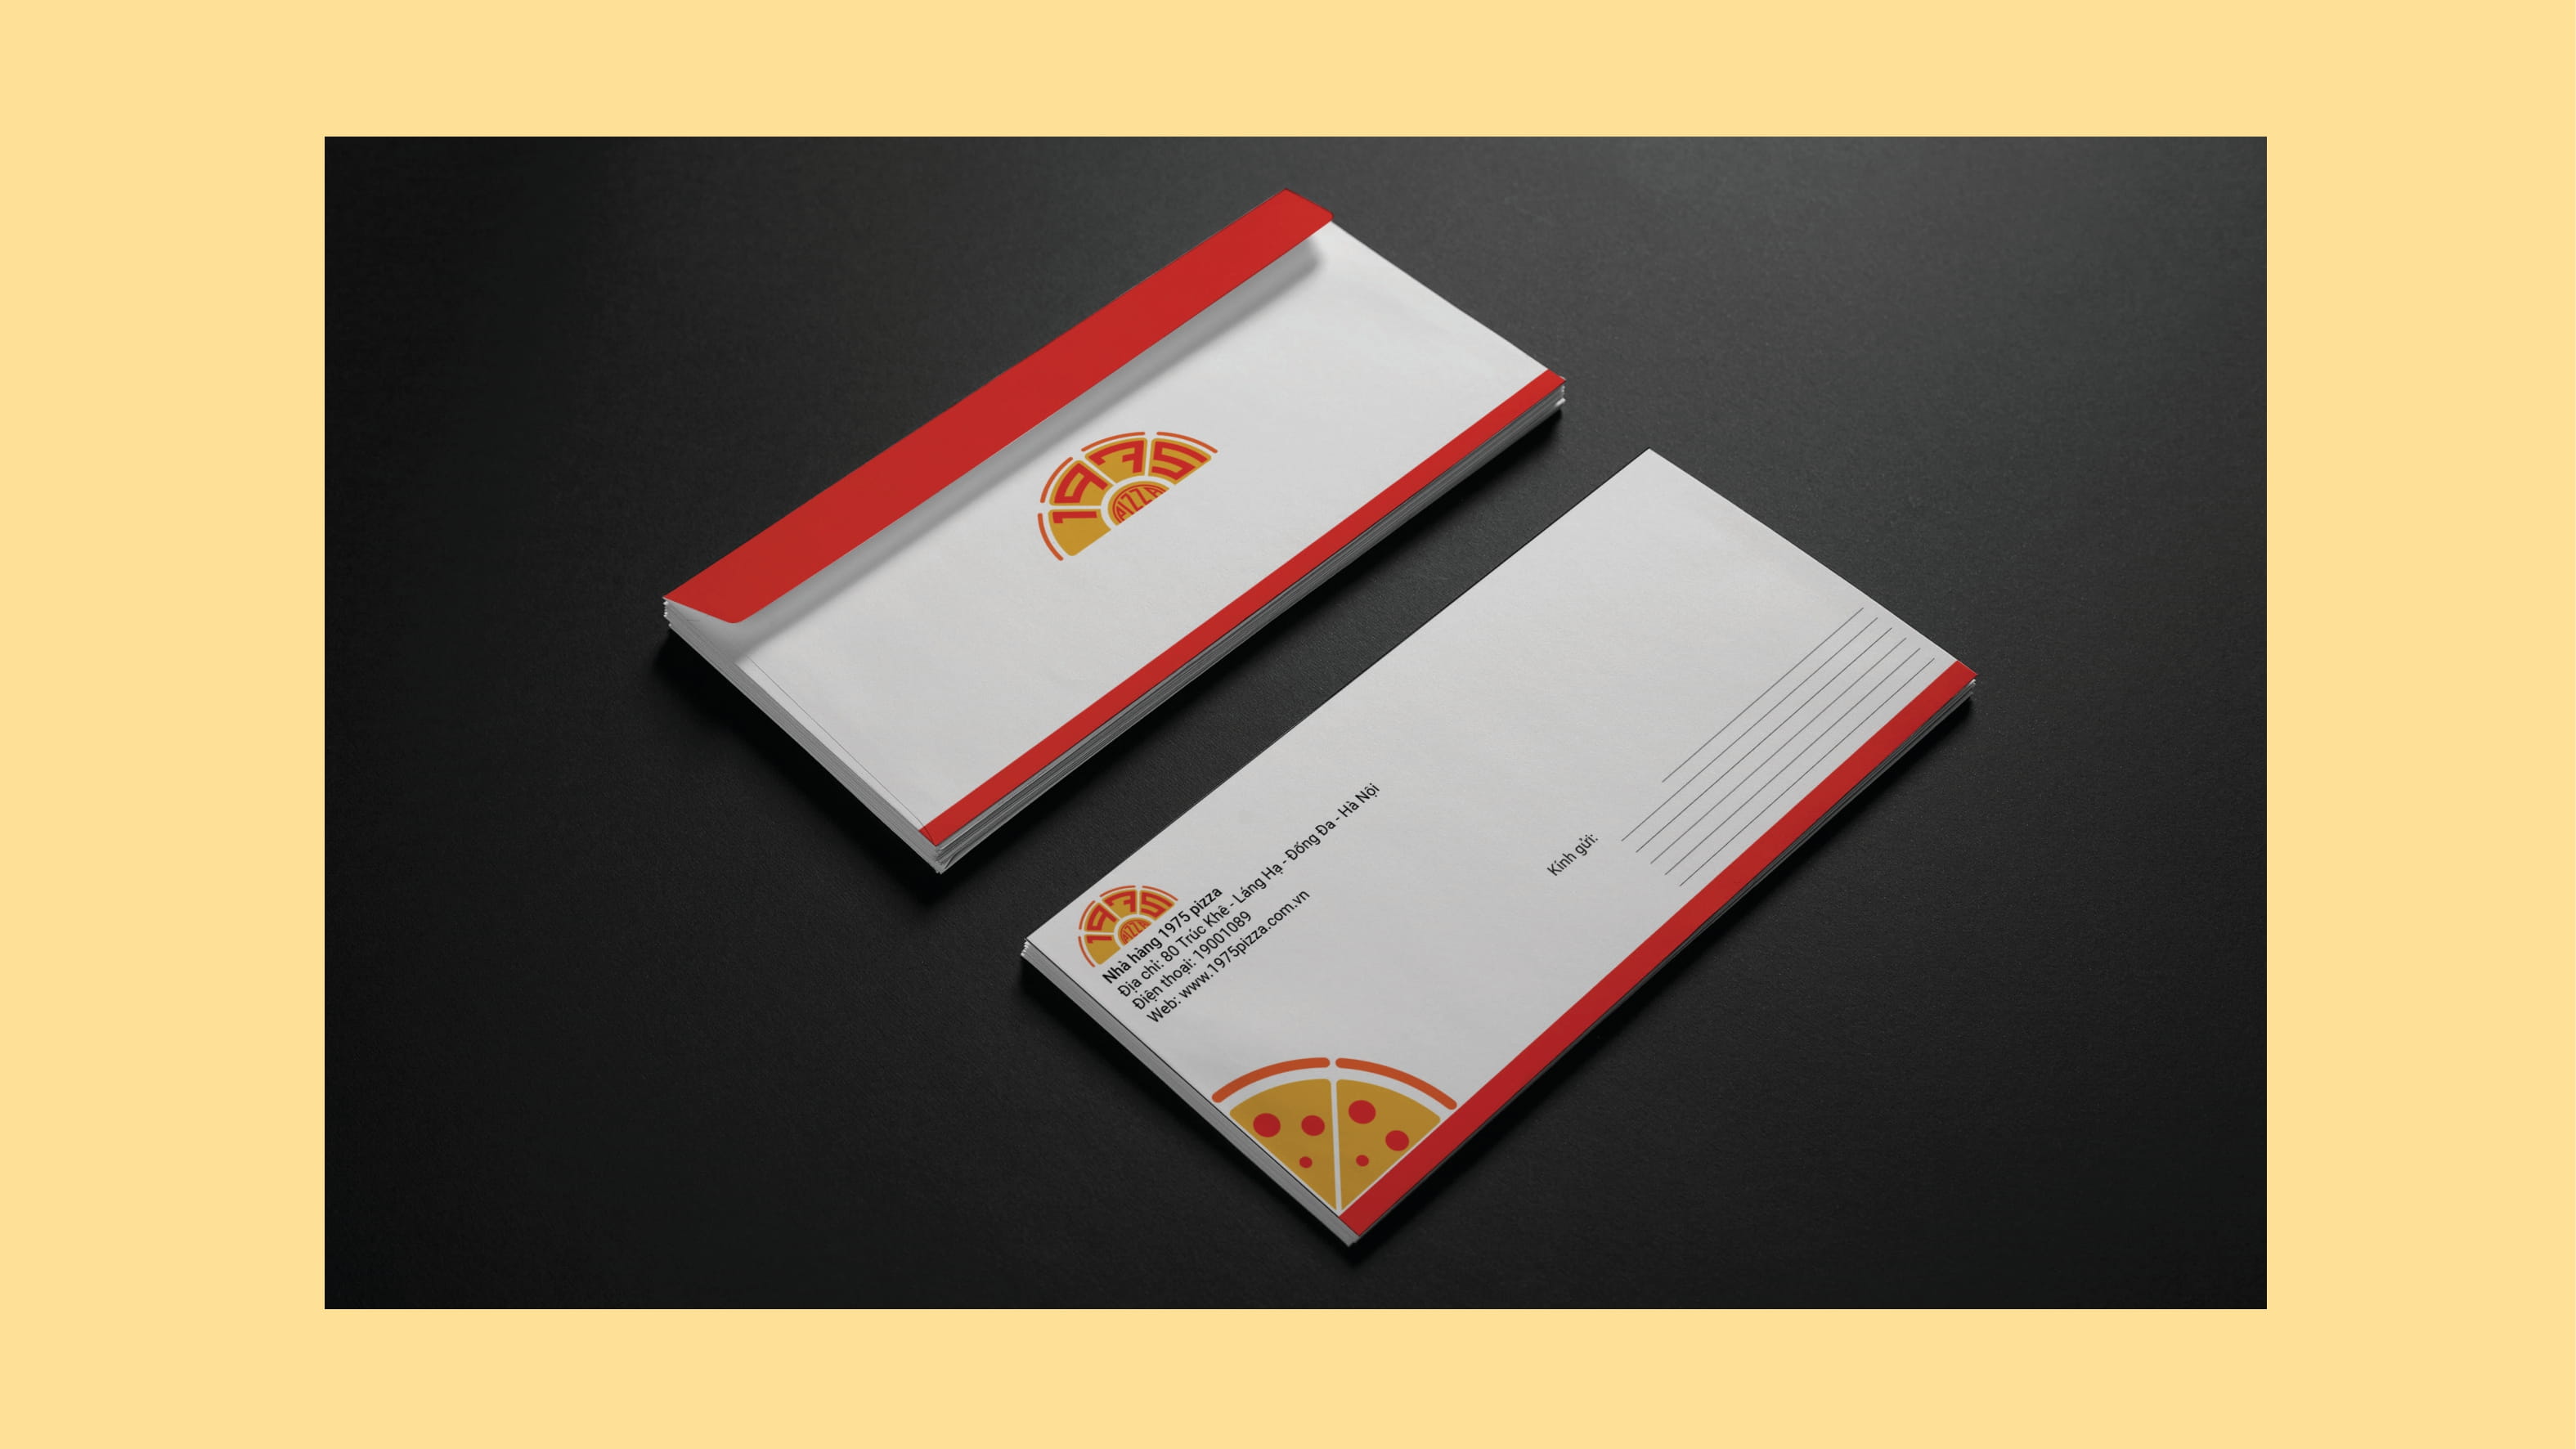 1975
PIZZA
1975
PIZZA
Nhà hàng 1975 pizza
Địa chỉ: 80 Trúc Khê - Láng Hạ - Đống Đa - Hà Nội
Điện thoại: 19001089
Web: www.1975pizza.com.vn
Kính gửi: